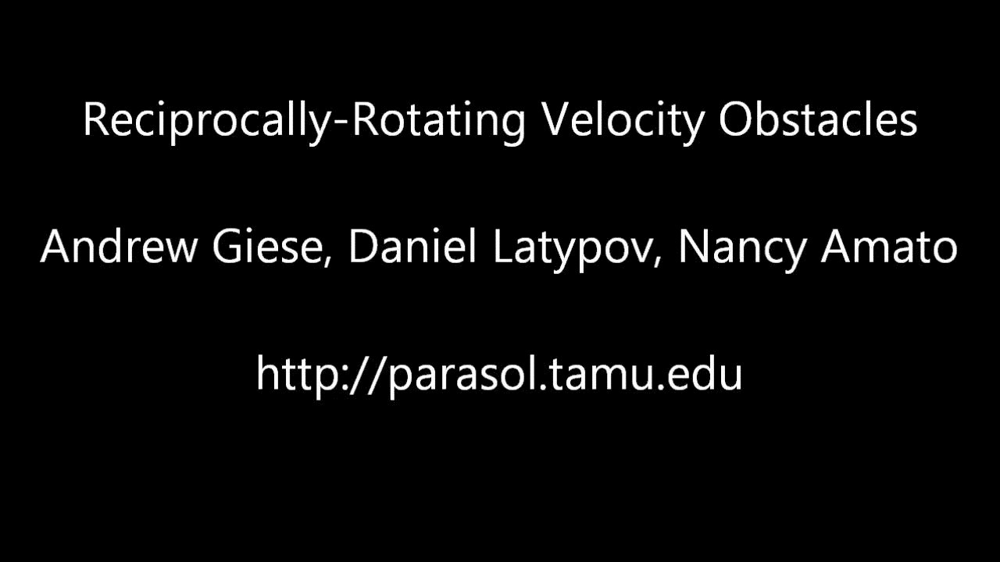 Reciprocally-Rotating Velocity Obstacles
Andrew Giese, Daniel Latypov, Nancy Amato
http://parasol.tamu.edu